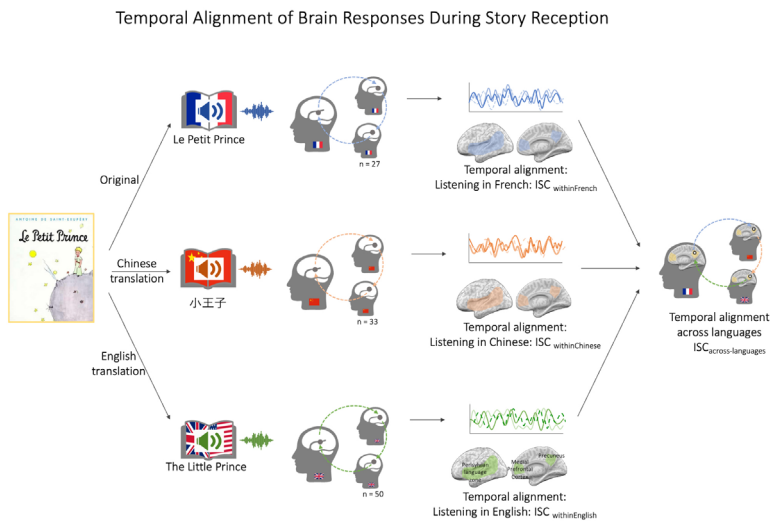 Temporal Alignment of Brain Responses During Story Reception
Le Petit Prince
n = 27
Temporal alignment:
Listening in French: ISC withinFrench
Original
ANTOINE DE SAINT-EXUPÉRY
Le Petit Prince
Chinese
translation
小王子
n = 33
Temporal alignment:
Listening in Chinese: ISC withinChinese
Temporal alignment
across languages
ISCacross-languages
English
translation
The Little Prince
n = 50
Perisylvian
language
zone
Medial
Prefrontal
Cortex
Precuneus
Temporal alignment:
Listening in English: ISC withinEnglish